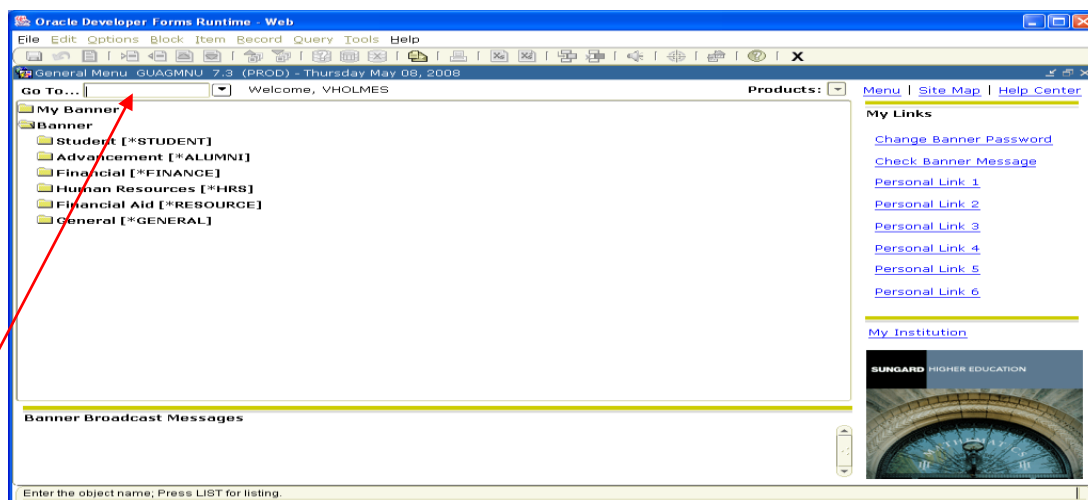 Oracle Developer Forms Runtime - Web
File Edit Options Block Item Record Query Tools Help
General Menu GUAGMNU 7.3 (PROD) - Thursday May 08, 2008
Go To... Welcome, VHOLMES Products: Menu | Site Map | Help Center
My Banner
Banner
Student [*STUDENT]
Advancement [*ALUMNI]
Financial [*FINANCE]
Human Resources [*HRS]
Financial Aid [*RESOURCE]
General [*GENERAL]
My Links
Change Banner Password
Check Banner Message
Personal Link 1
Personal Link 2
Personal Link 3
Personal Link 4
Personal Link 5
Personal Link 6
My Institution
SUNGARD HIGHER EDUCATION
MATHEMATICS
Banner Broadcast Messages
Enter the object name; Press LIST for listing.